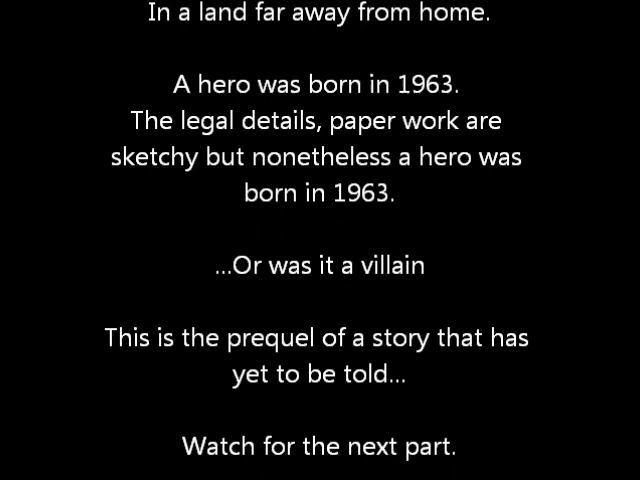 In a land far away from home.
A hero was born in 1963.
The legal details, paper work are
sketchy but nonetheless a hero was
born in 1963.
...Or was it a villain
This is the prequel of a story that has
yet to be told...
Watch for the next part.